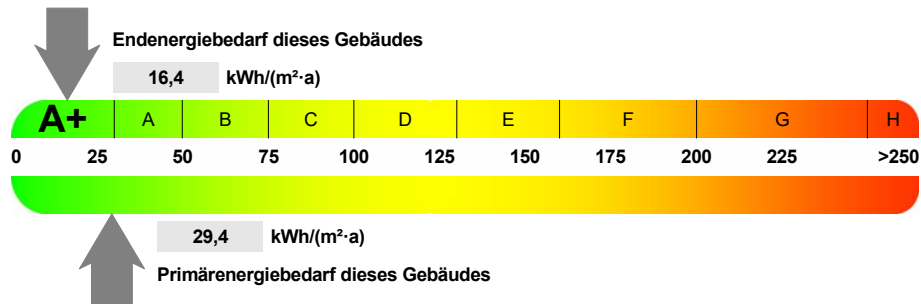 Endenergiebedarf dieses Gebäudes
16,4 kWh/(m²·a)
A+ A B C D E F G H
0 25 50 75 100 125 150 175 200 225 >250
29,4 kWh/(m²·a)
Primärenergiebedarf dieses Gebäudes